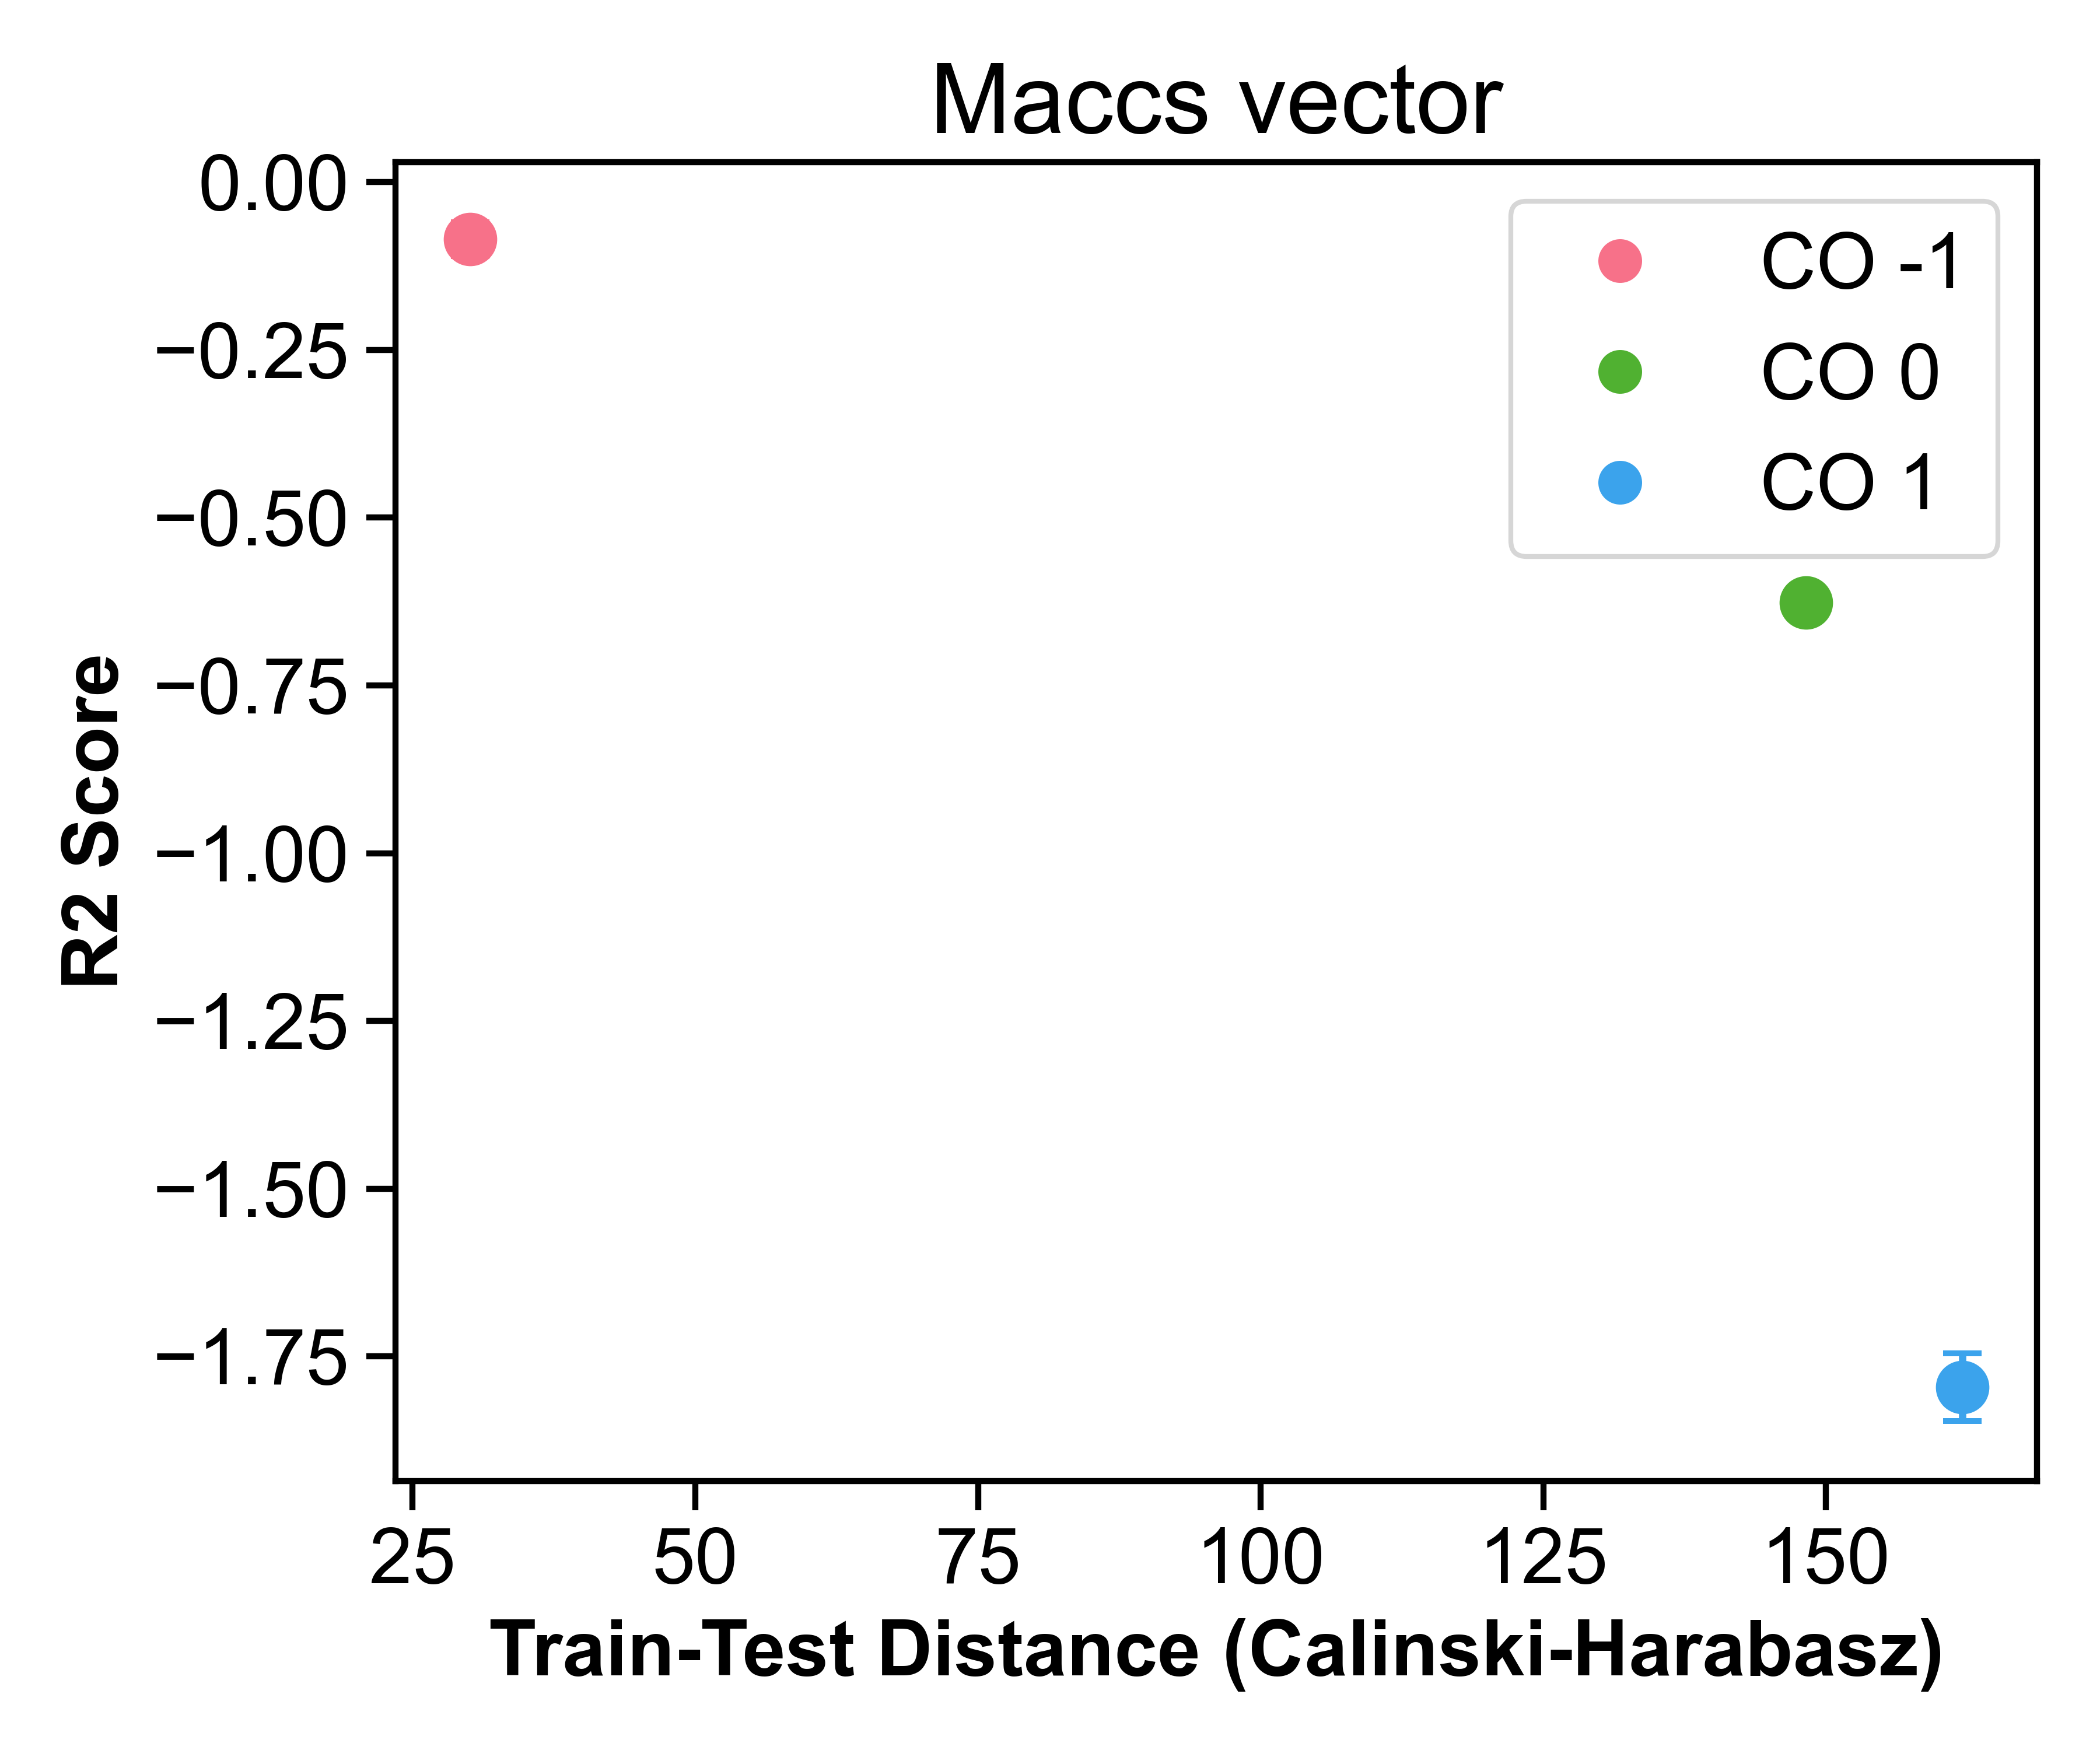 Maccs vector
0.00
−0.25
−0.50
−0.75
−1.00
−1.25
−1.50
−1.75
R2 Score
CO -1
CO 0
CO 1
25 50 75 100 125 150
Train-Test Distance (Calinski-Harabasz)